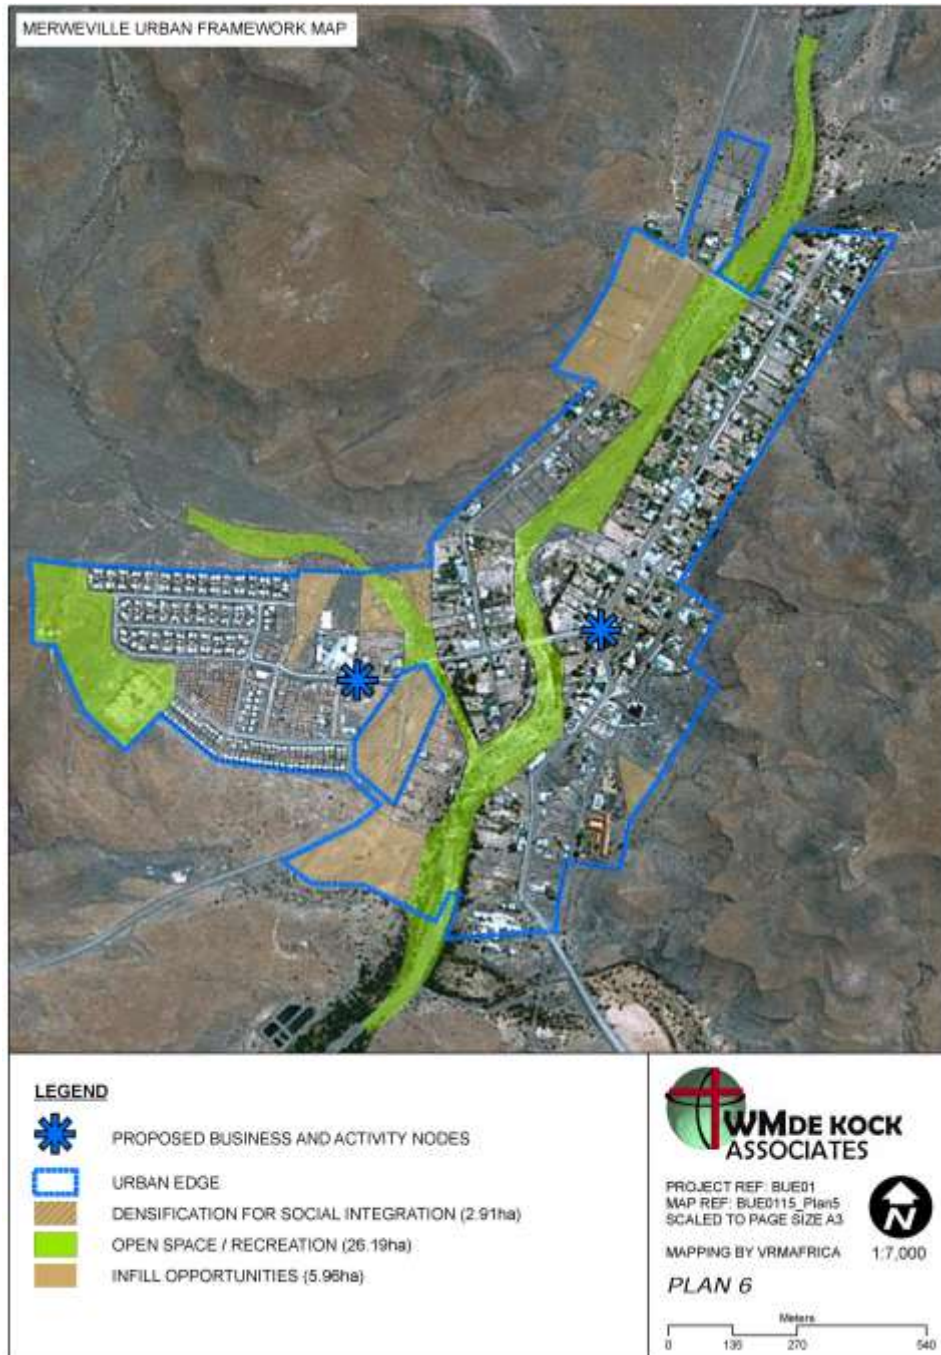 MERWEVILLE URBAN FRAMEWORK MAP
LEGEND
PROPOSED BUSINESS AND ACTIVITY NODES
URBAN EDGE
DENSIFICATION FOR SOCIAL INTEGRATION (2.91ha)
OPEN SPACE / RECREATION (26.19ha)
INFILL OPPORTUNITIES (5.96ha)
WM DE KOCK
ASSOCIATES
PROJECT REF: BUE01
MAP REF: BUE0115_Plan5
SCALED TO PAGE SIZE A3
MAPPING BY VRMAFRICA
N
1:7,000
PLAN 6
Meters
0 135 270 540